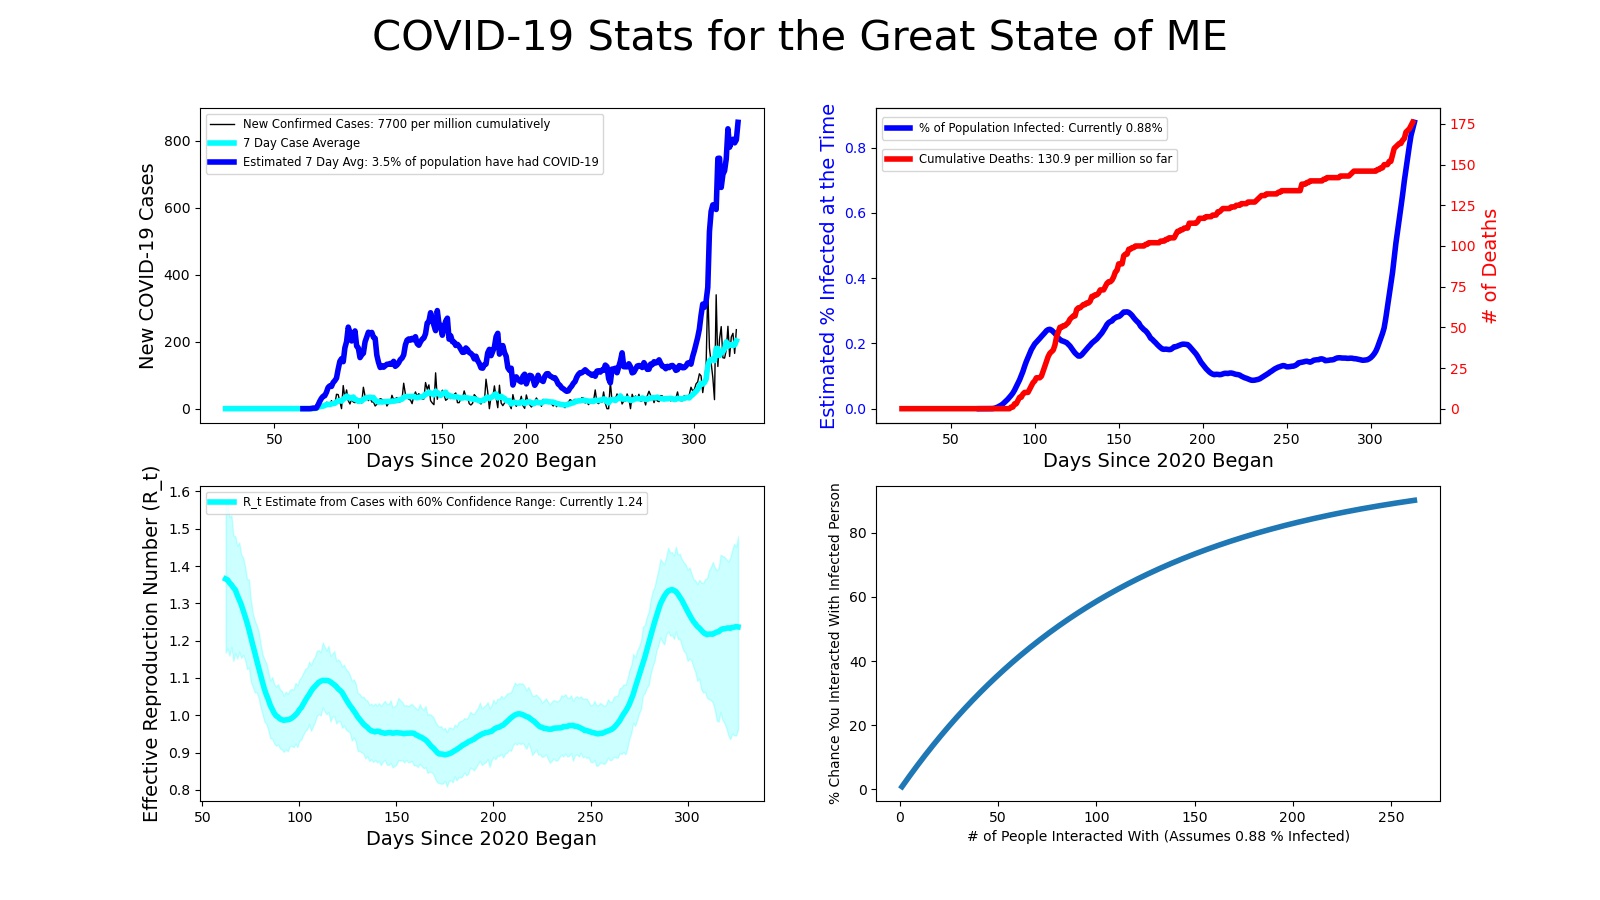 COVID-19 Stats for the Great State of ME
New COVID-19 Cases
800
600
400
200
0
New Confirmed Cases: 7700 per million cumulatively
7 Day Case Average
Estimated 7 Day Avg: 3.5% of population have had COVID-19
50 100 150 200 250 300
Days Since 2020 Began
Estimated % Infected at the Time
0.8
0.6
0.4
0.2
0.0
% of Population Infected: Currently 0.88%
Cumulative Deaths: 130.9 per million so far
175
150
125
100
75
50
25
0
# of Deaths
50 100 150 200 250 300
Days Since 2020 Began
Effective Reproduction Number (R_t)
1.6
1.5
1.4
1.3
1.2
1.1
1.0
0.9
0.8
R_t Estimate from Cases with 60% Confidence Range: Currently 1.24
50 100 150 200 250 300
Days Since 2020 Began
% Chance You Interacted With Infected Person
80
60
40
20
0
0 50 100 150 200 250
# of People Interacted With (Assumes 0.88 % Infected)